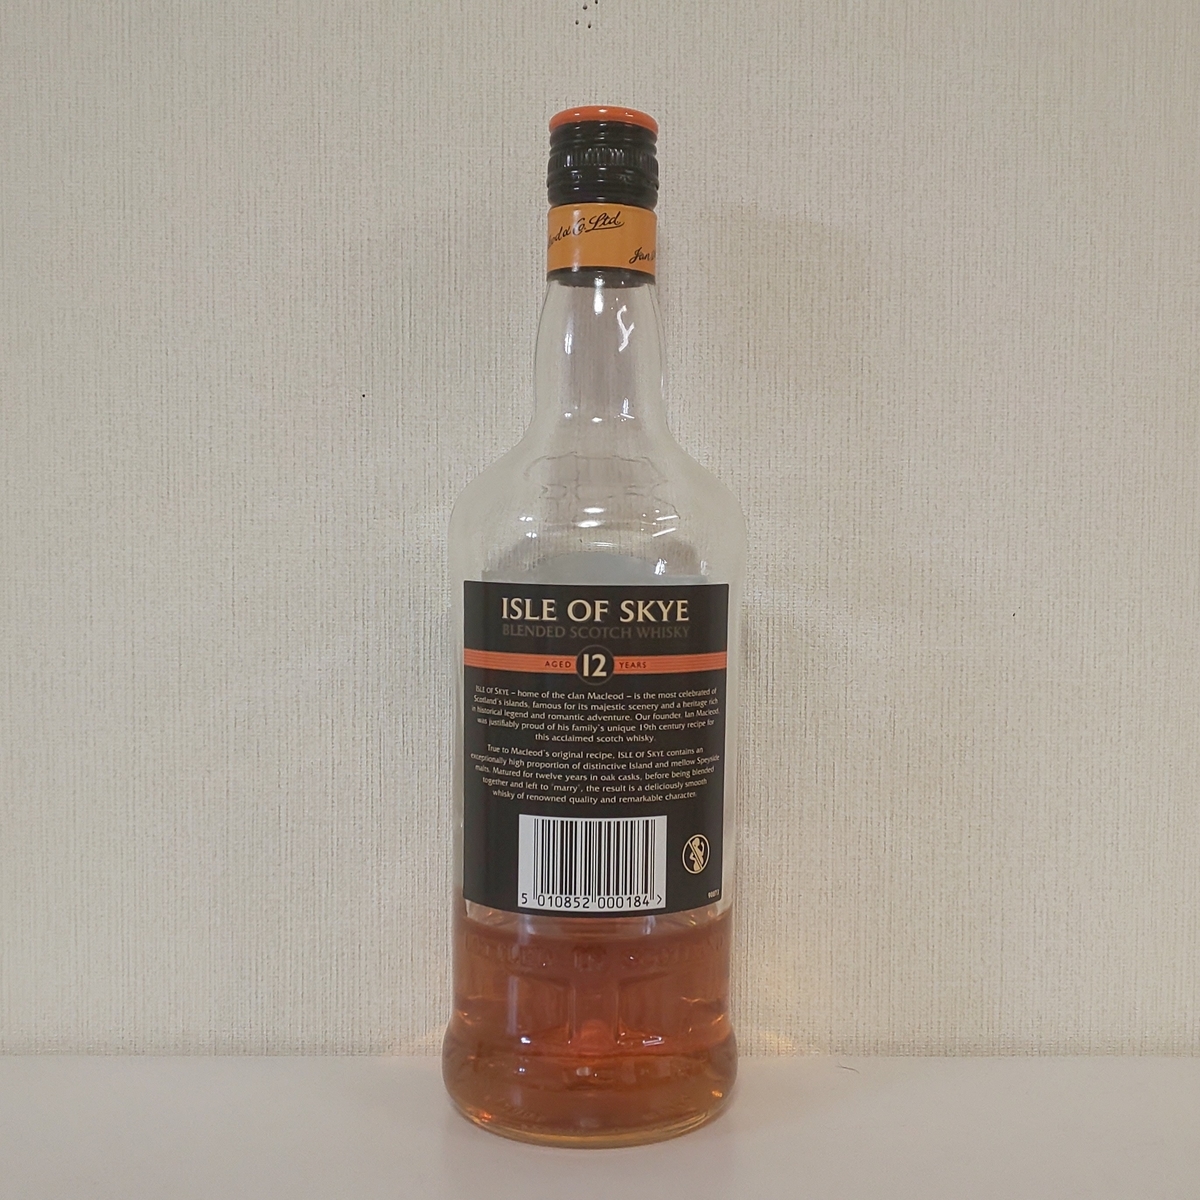 od & Co. Ltd.
Ian
ISLE OF SKYE
BLENDED SCOTCH WHISKY
AGED 12 YEARS
ISLE OF SKYE – home of the clan Macleod – is the most celebrated of
Scotland's islands, famous for its majestic scenery and a heritage rich
in historical legend and romantic adventure. Our founder, Ian Macleod,
was justifiably proud of his family's unique 19th century recipe for
this acclaimed scotch whisky.
True to Macleod's original recipe, ISLE OF SKYE contains an
exceptionally high proportion of distinctive Island and mellow Speyside
malts. Matured for twelve years in oak casks, before being blended
together and left to 'marry', the result is a deliciously smooth
whisky of renowned quality and remarkable character.
5 010852 000184 >